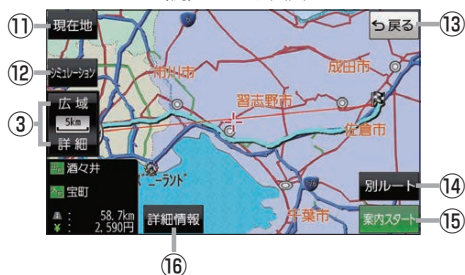 ⑪
現在地
⑬
戻る
⑫
シミュレーション
市川市
成田市
③
広域
5km
詳細
習志野市
佐倉市
酒々井
宝町
ニーランド
千葉市
: 58.7km
¥ : 2,590円
詳細情報
別ルート
⑭
案内スタート
⑮
⑯